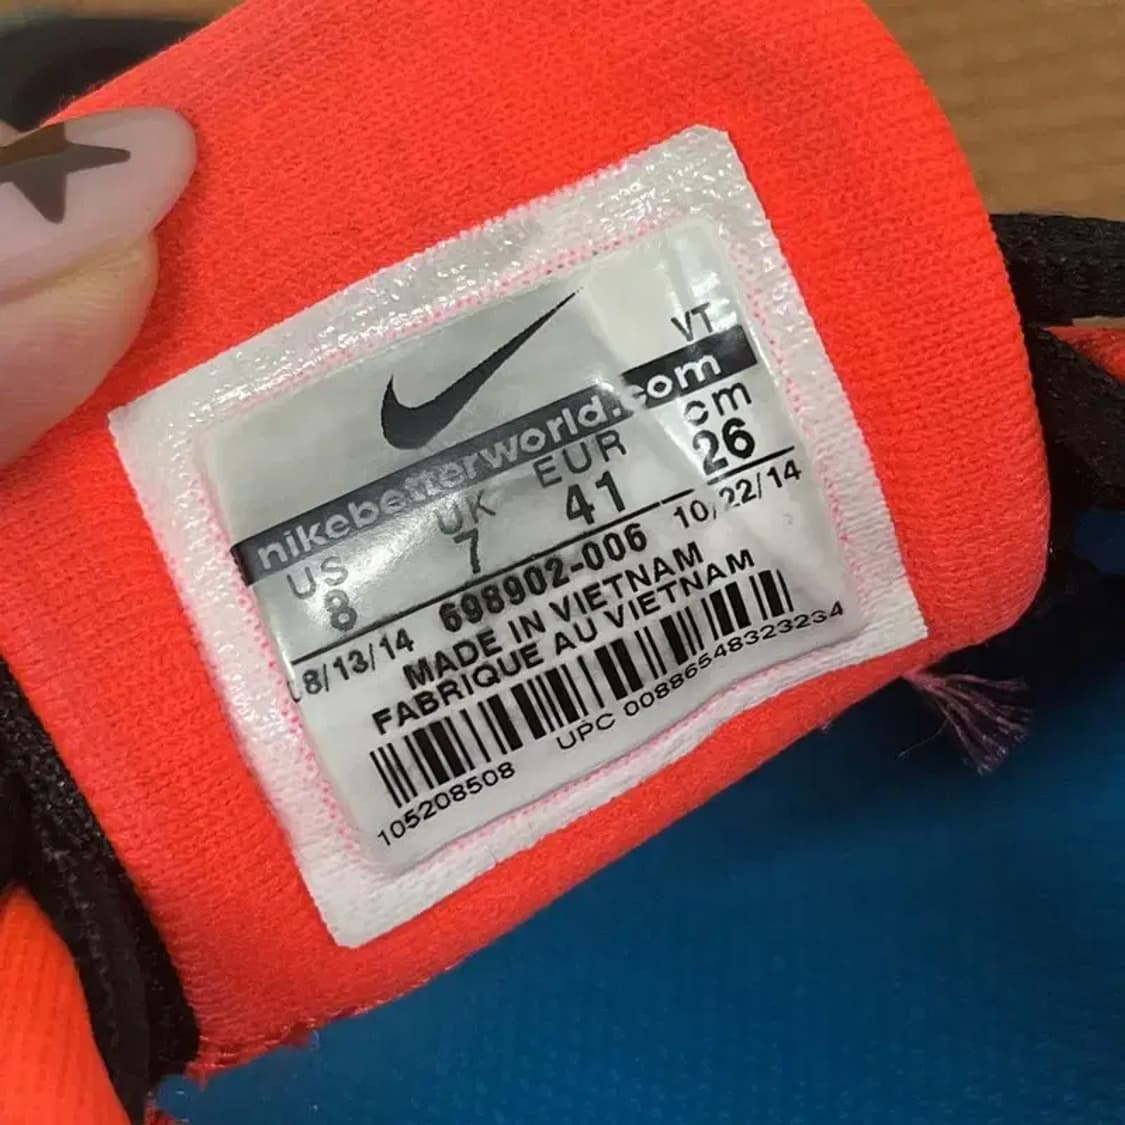 VT
nikebetterworld.com
US UK EUR cm
8 7 41 26
8/13/14 698902-006 10/22/14
MADE IN VIETNAM
FABRIQUE AU VIETNAM
105208508 UPC 00886548323234